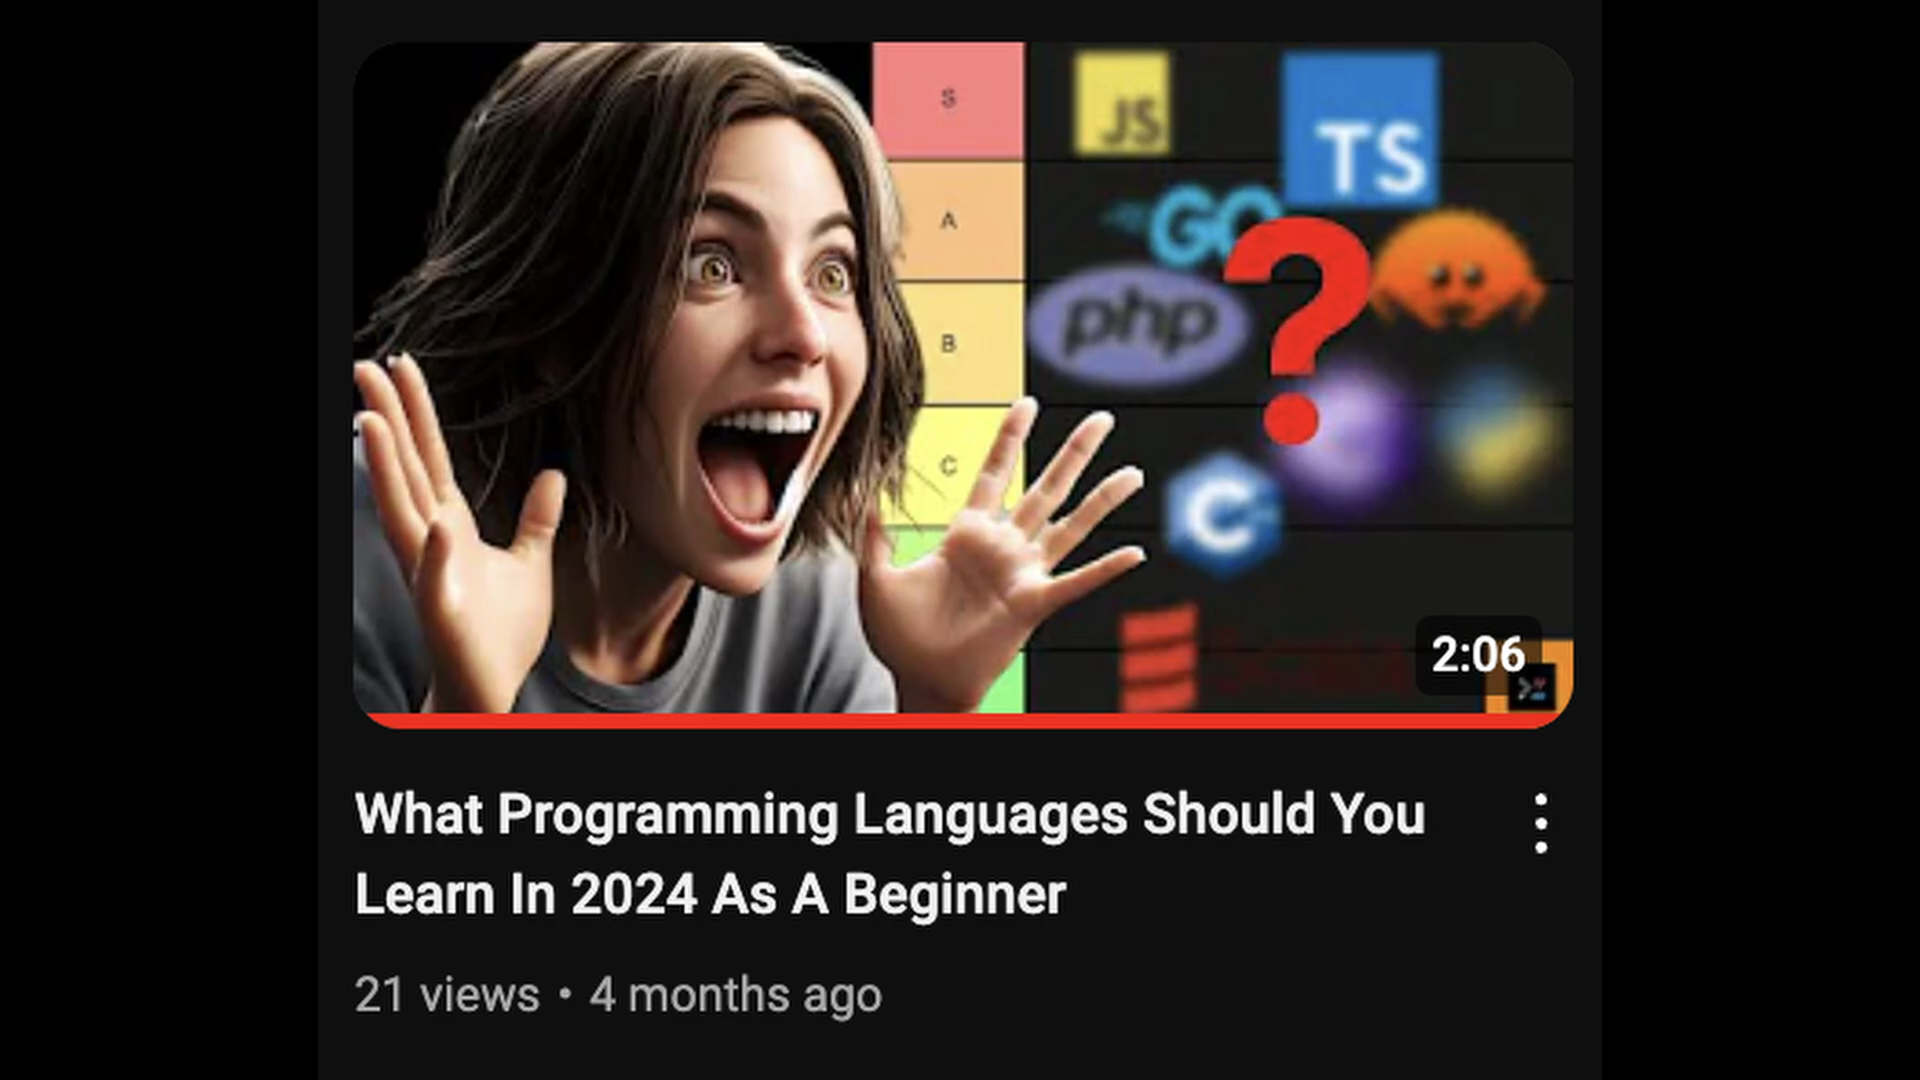 S
JS
TS
A
GO
php
B
C
C
2:06
What Programming Languages Should You
Learn In 2024 As A Beginner
21 views • 4 months ago